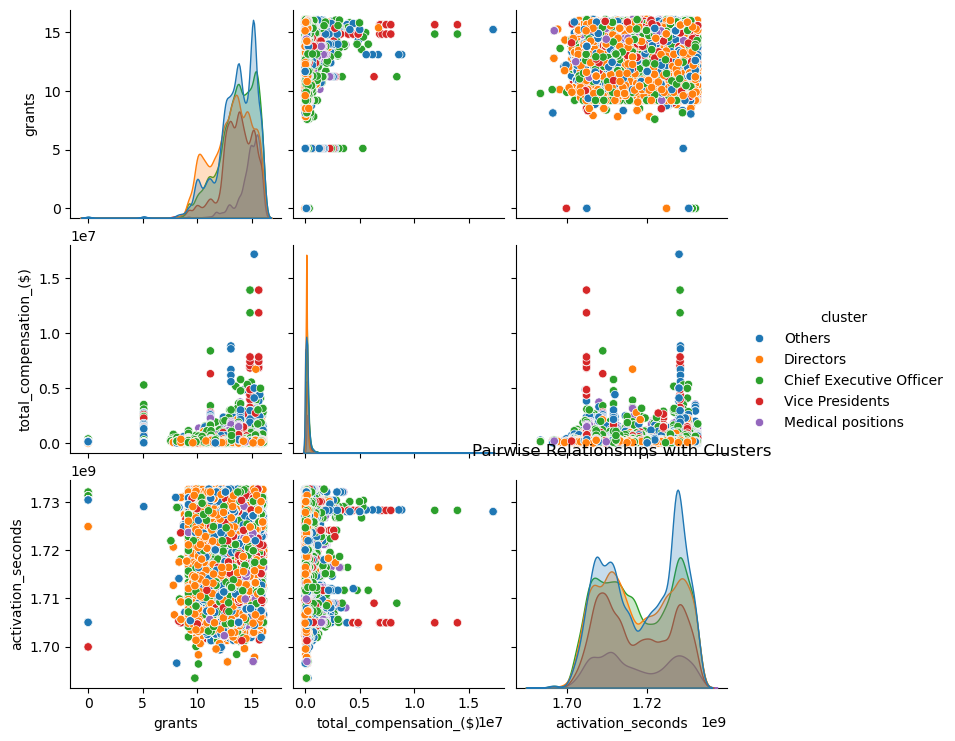 15
10
5
0
grants
1e7
1.5
1.0
0.5
0.0
total_compensation_($)
cluster
Others
Directors
Chief Executive Officer
Vice Presidents
Medical positions
Pairwise Relationships with Clusters
1e9
1.73
1.72
1.71
1.70
activation_seconds
0 5 10 15
0.0 0.5 1.0 1.5
1.70 1.72
grants
total_compensation_($) 1e7
activation_seconds 1e9